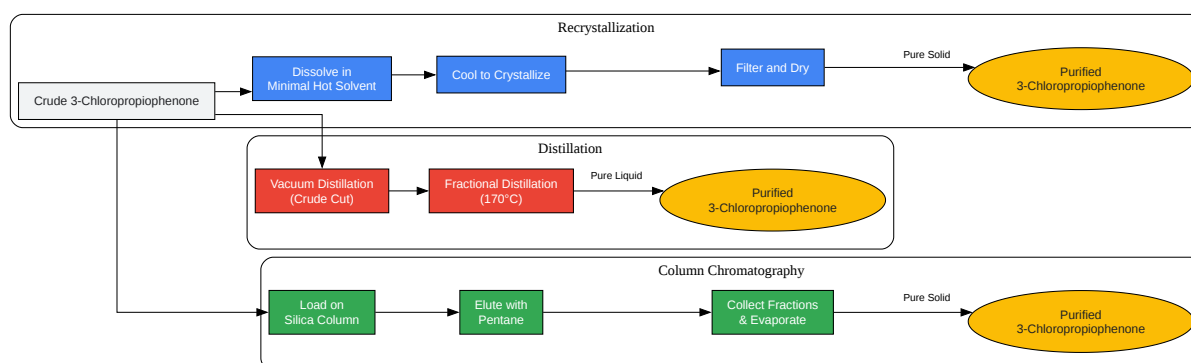 Recrystallization
Crude 3-Chloropropiophenone
Dissolve in
Minimal Hot Solvent
Cool to Crystallize
Filter and Dry
Pure Solid
Purified
3-Chloropropiophenone
Distillation
Vacuum Distillation
(Crude Cut)
Fractional Distillation
(170°C)
Pure Liquid
Purified
3-Chloropropiophenone
Column Chromatography
Load on
Silica Column
Elute with
Pentane
Collect Fractions
& Evaporate
Pure Solid
Purified
3-Chloropropiophenone